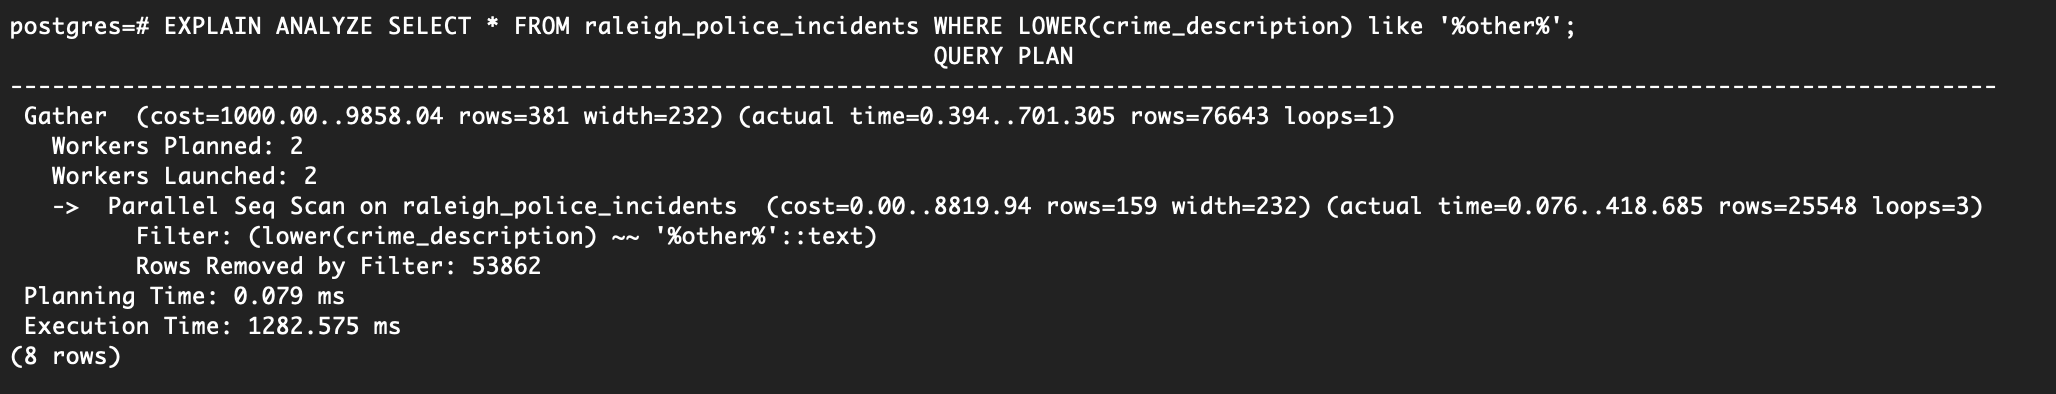 postgres=# EXPLAIN ANALYZE SELECT * FROM raleigh_police_incidents WHERE LOWER(crime_description) like '%other%';
QUERY PLAN
----------------------------------------------------------------------------------------------------------------------------------------------
Gather  (cost=1000.00..9858.04 rows=381 width=232) (actual time=0.394..701.305 rows=76643 loops=1)
Workers Planned: 2
Workers Launched: 2
->  Parallel Seq Scan on raleigh_police_incidents  (cost=0.00..8819.94 rows=159 width=232) (actual time=0.076..418.685 rows=25548 loops=3)
Filter: (lower(crime_description) ~~ '%other%'::text)
Rows Removed by Filter: 53862
Planning Time: 0.079 ms
Execution Time: 1282.575 ms
(8 rows)